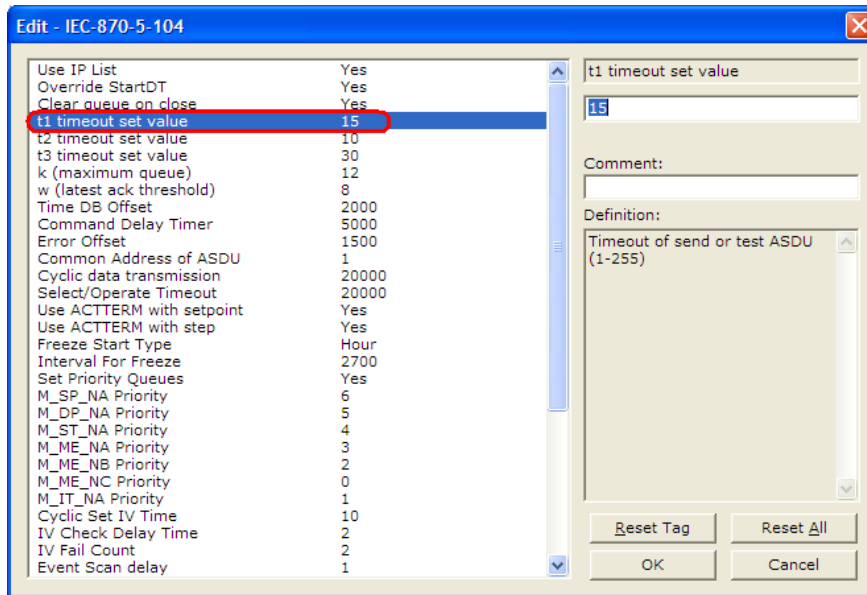 Edit - IEC-870-5-104
Use IP List Yes
Override StartDT Yes
Clear queue on close Yes
t1 timeout set value 15
t2 timeout set value 10
t3 timeout set value 30
k (maximum queue) 12
w (latest ack threshold) 8
Time DB Offset 2000
Command Delay Timer 5000
Error Offset 1500
Common Address of ASDU 1
Cyclic data transmission 20000
Select/Operate Timeout 20000
Use ACTTERM with setpoint Yes
Use ACTTERM with step Yes
Freeze Start Type Hour
Interval For Freeze 2700
Set Priority Queues Yes
M_SP_NA Priority 6
M_DP_NA Priority 5
M_ST_NA Priority 4
M_ME_NA Priority 3
M_ME_NB Priority 2
M_ME_NC Priority 0
M_IT_NA Priority 1
Cyclic Set IV Time 10
IV Check Delay Time 2
IV Fail Count 2
Event Scan delay 1
t1 timeout set value
15
Comment:
Definition:
Timeout of send or test ASDU
(1-255)
Reset Tag Reset All
OK Cancel